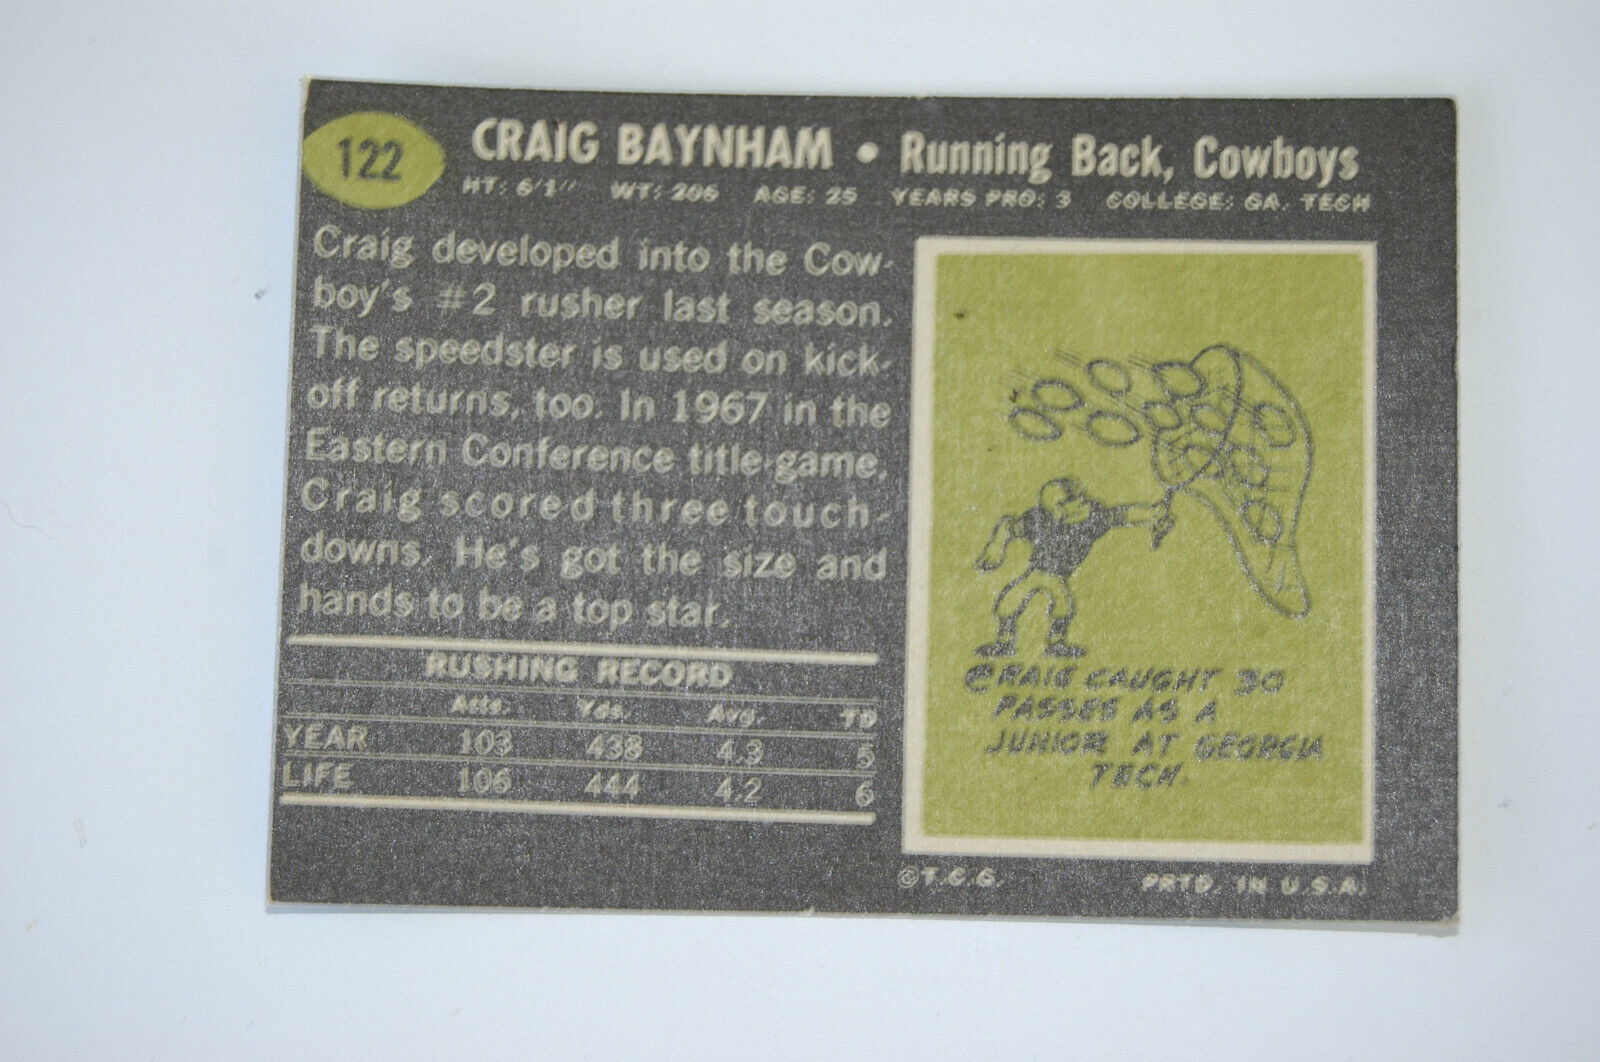 122 CRAIG BAYNHAM • Running Back, Cowboys
HT: 6'1" WT: 206 AGE: 25 YEARS PRO: 3 COLLEGE: GA. TECH
Craig developed into the Cow-
boy's #2 rusher last season.
The speedster is used on kick-
off returns, too. In 1967 in the
Eastern Conference title game,
Craig scored three touch-
downs. He's got the size and
hands to be a top star.
RUSHING RECORD
Atts. Yds. Avg. TD
YEAR 103 438 4.3 5
LIFE 106 444 4.2 6
CRAIG CAUGHT 30
PASSES AS A
JUNIOR AT GEORGIA
TECH.
©T.C.G. PRTD. IN U.S.A.